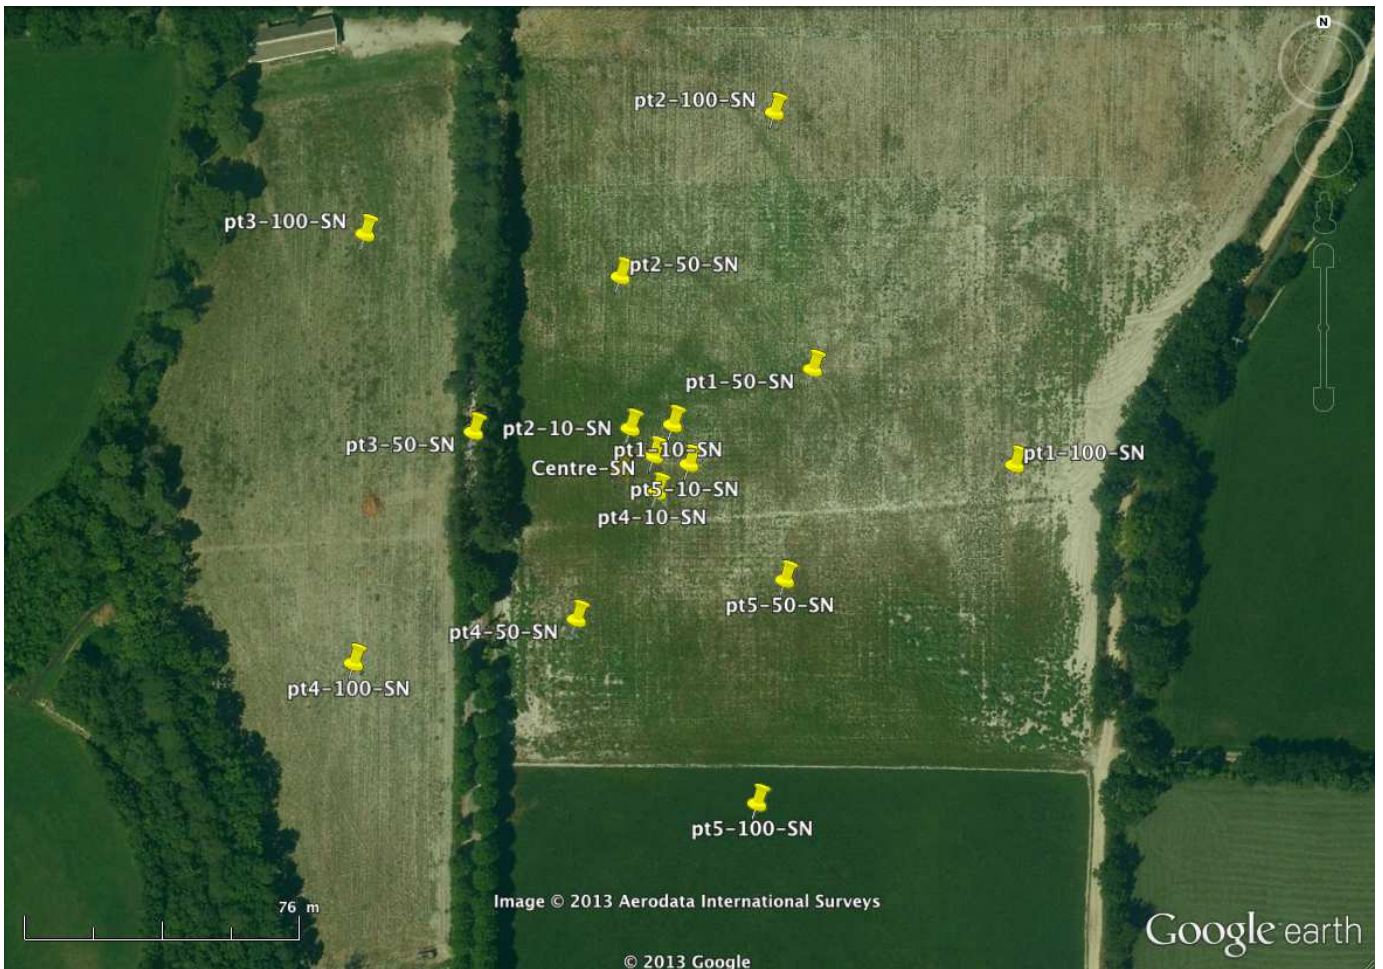 N
pt2-100-SN
pt3-100-SN
pt2-50-SN
pt1-50-SN
pt2-10-SN
pt3-50-SN
pt1-10-SN
pt1-100-SN
Centre-SN
pt5-10-SN
pt4-10-SN
pt5-50-SN
pt4-50-SN
pt4-100-SN
pt5-100-SN
76 m
Image © 2013 Aerodata International Surveys
Google earth
© 2013 Google